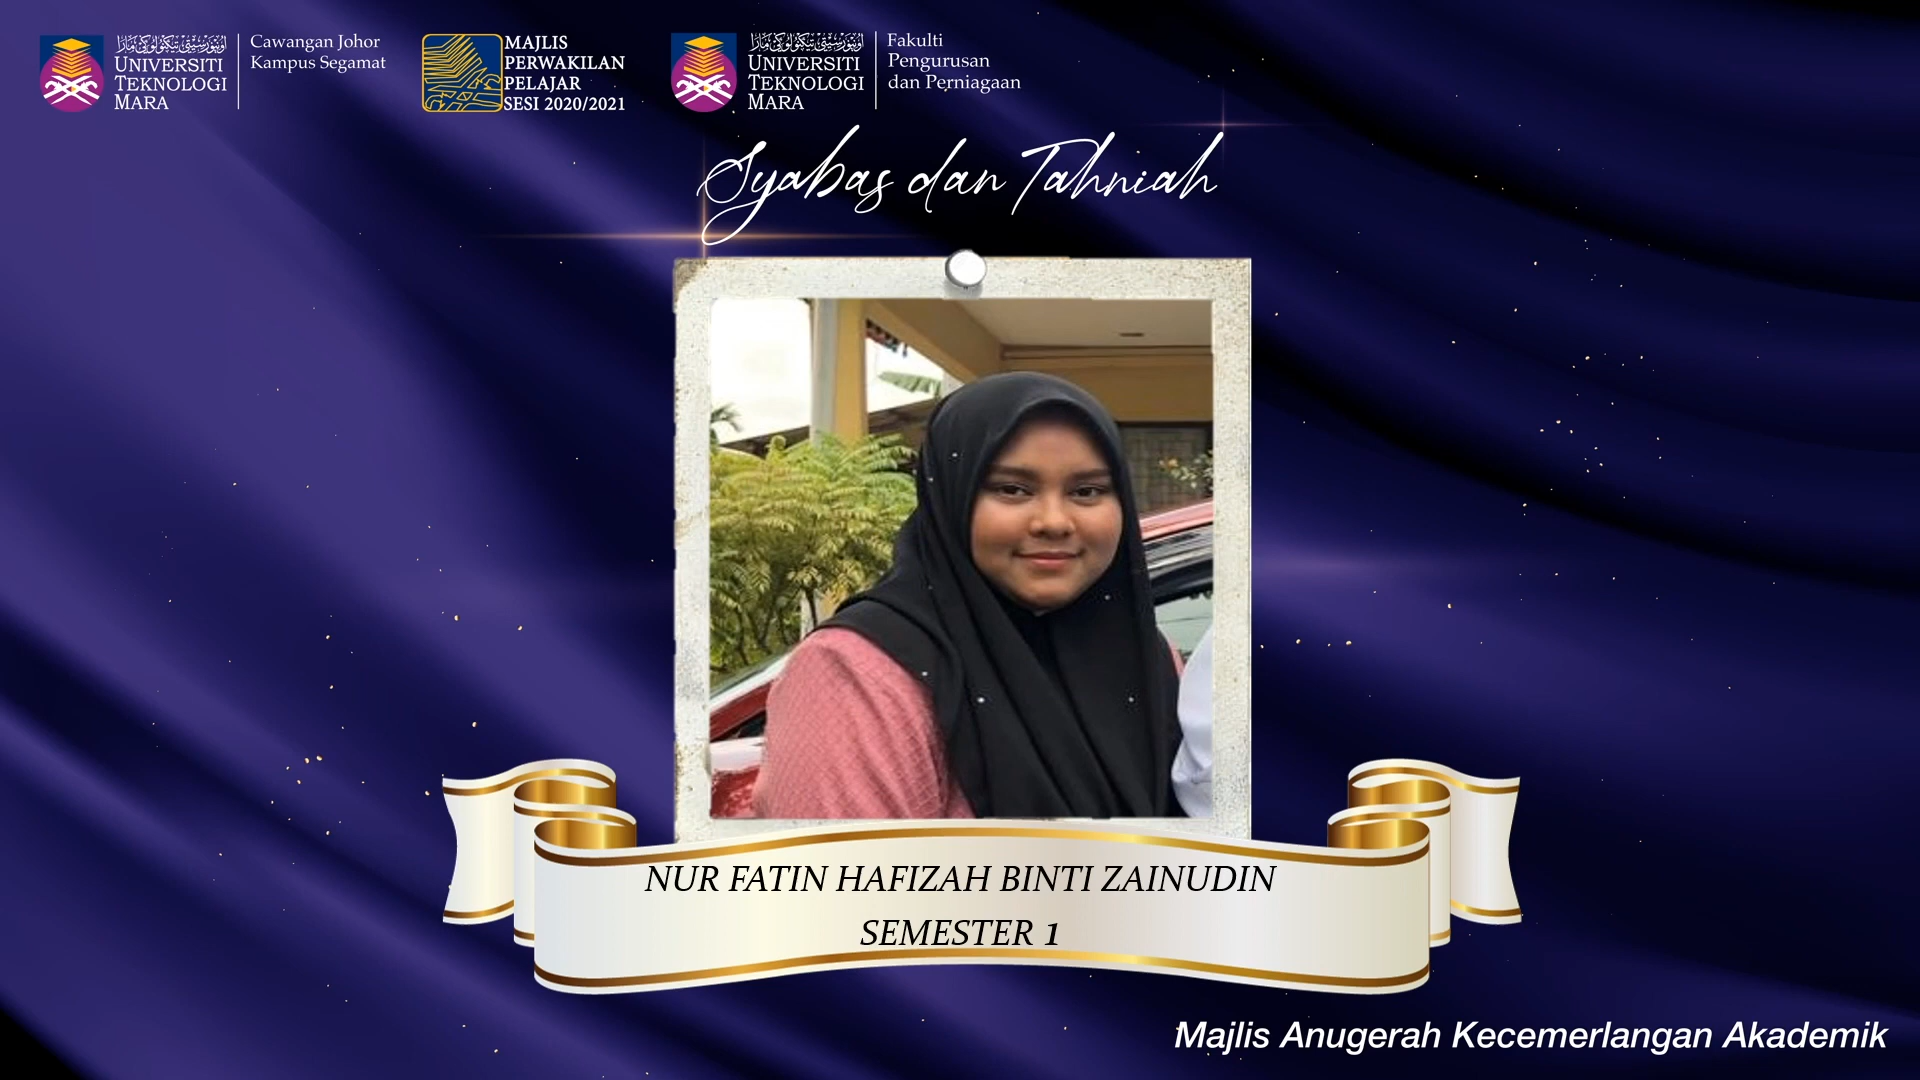 UNIVERSITI
TEKNOLOGI
MARA
Cawangan Johor
Kampus Segamat
MAJLIS
PERWAKILAN
PELAJAR
SESI 2020/2021
UNIVERSITI
TEKNOLOGI
MARA
Fakulti
Pengurusan
dan Perniagaan
Syabas dan Tahniah
NUR FATIN HAFIZAH BINTI ZAINUDIN
SEMESTER 1
Majlis Anugerah Kecemerlangan Akademik